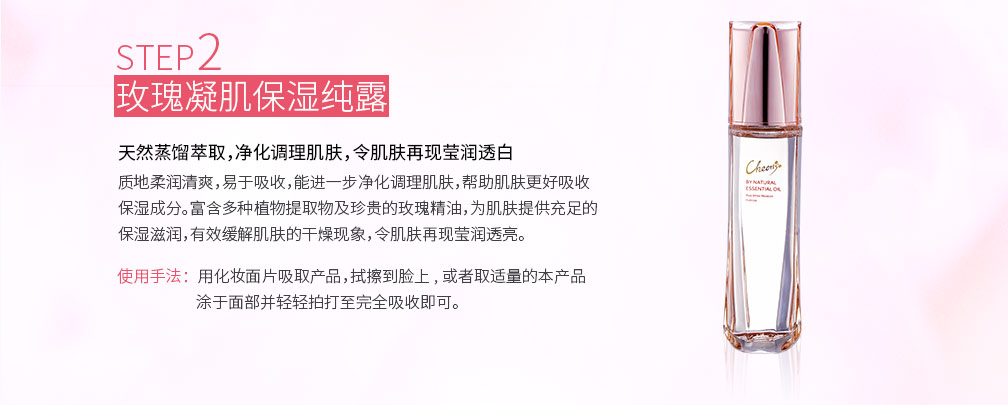 STEP2
玫瑰凝肌保湿纯露
天然蒸馏萃取,净化调理肌肤,令肌肤再现莹润透白
质地柔润清爽,易于吸收,能进一步净化调理肌肤,帮助肌肤更好吸收
保湿成分。富含多种植物提取物及珍贵的玫瑰精油,为肌肤提供充足的
保湿滋润,有效缓解肌肤的干燥现象,令肌肤再现莹润透亮。
使用手法：用化妆面片吸取产品,拭擦到脸上 , 或者取适量的本产品
涂于面部并轻轻拍打至完全吸收即可。
BY NATURAL
ESSENTIAL OIL